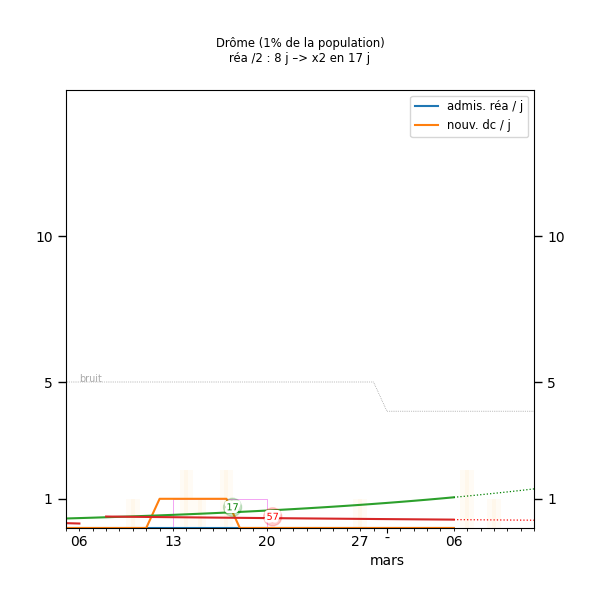 Drôme (1% de la population)
réa /2 : 8 j –> x2 en 17 j
admis. réa / j
nouv. dc / j
10
10
bruit
5
5
1
1
17
57
06
13
20
27
-
06
mars